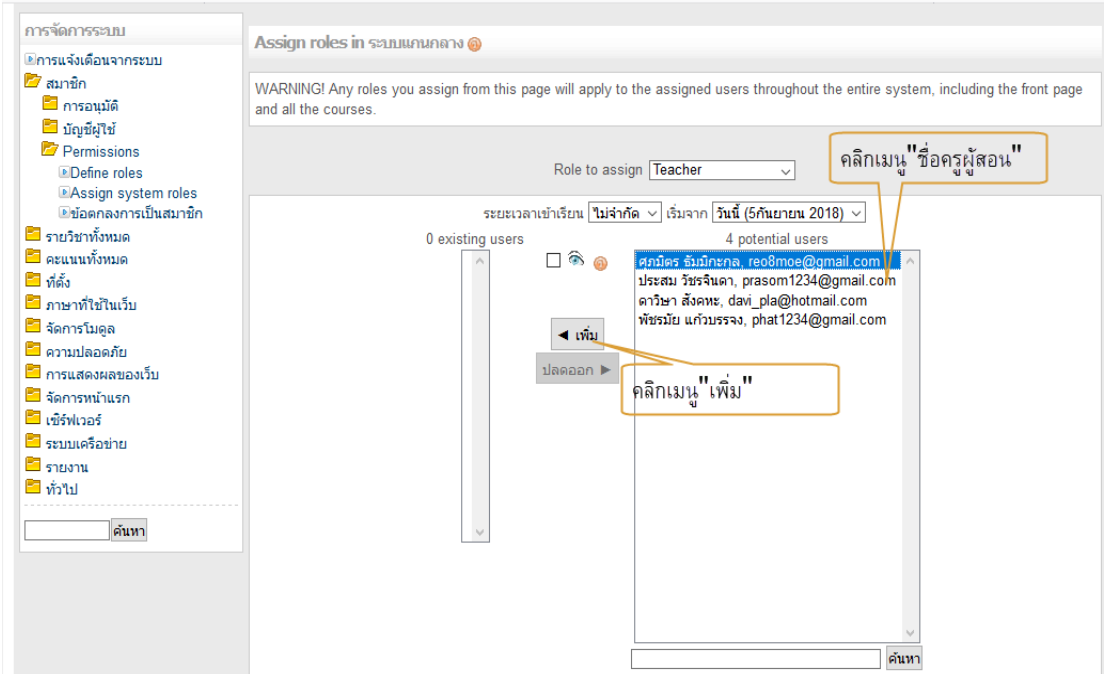 การจัดการระบบ
การแจ้งเตือนจากระบบ
สมาชิก
การอนุมัติ
บัญชีผู้ใช้
Permissions
Define roles
Assign system roles
ข้อตกลงการเป็นสมาชิก
รายวิชาทั้งหมด
คะแนนทั้งหมด
ที่ตั้ง
ภาษาที่ใช้ในเว็บ
จัดการโมดูล
ความปลอดภัย
การแสดงผลของเว็บ
จัดการหน้าแรก
เซิร์ฟเวอร์
ระบบเครือข่าย
รายงาน
ทั่วไป
ค้นหา
Assign roles in ระบบแกนกลาง
WARNING! Any roles you assign from this page will apply to the assigned users throughout the entire system, including the front page
and all the courses.
Role to assign Teacher
คลิกเมนู"ชื่อครูผู้สอน"
ระยะเวลาเข้าเรียน ไม่จำกัด เริ่มจาก วันนี้ (5กันยายน 2018)
0 existing users
4 potential users
ศภมิตร ธัมมิกะกล, reo8moe@gmail.com
ประสม วัชรจินดา, prasom1234@gmail.com
ดาวิษา สังคหะ, davi_pla@hotmail.com
พัชรมัย แก้วบรรจง, phat1234@gmail.com
◄ เพิ่ม
ปลดออก ►
คลิกเมนู"เพิ่ม"
ค้นหา